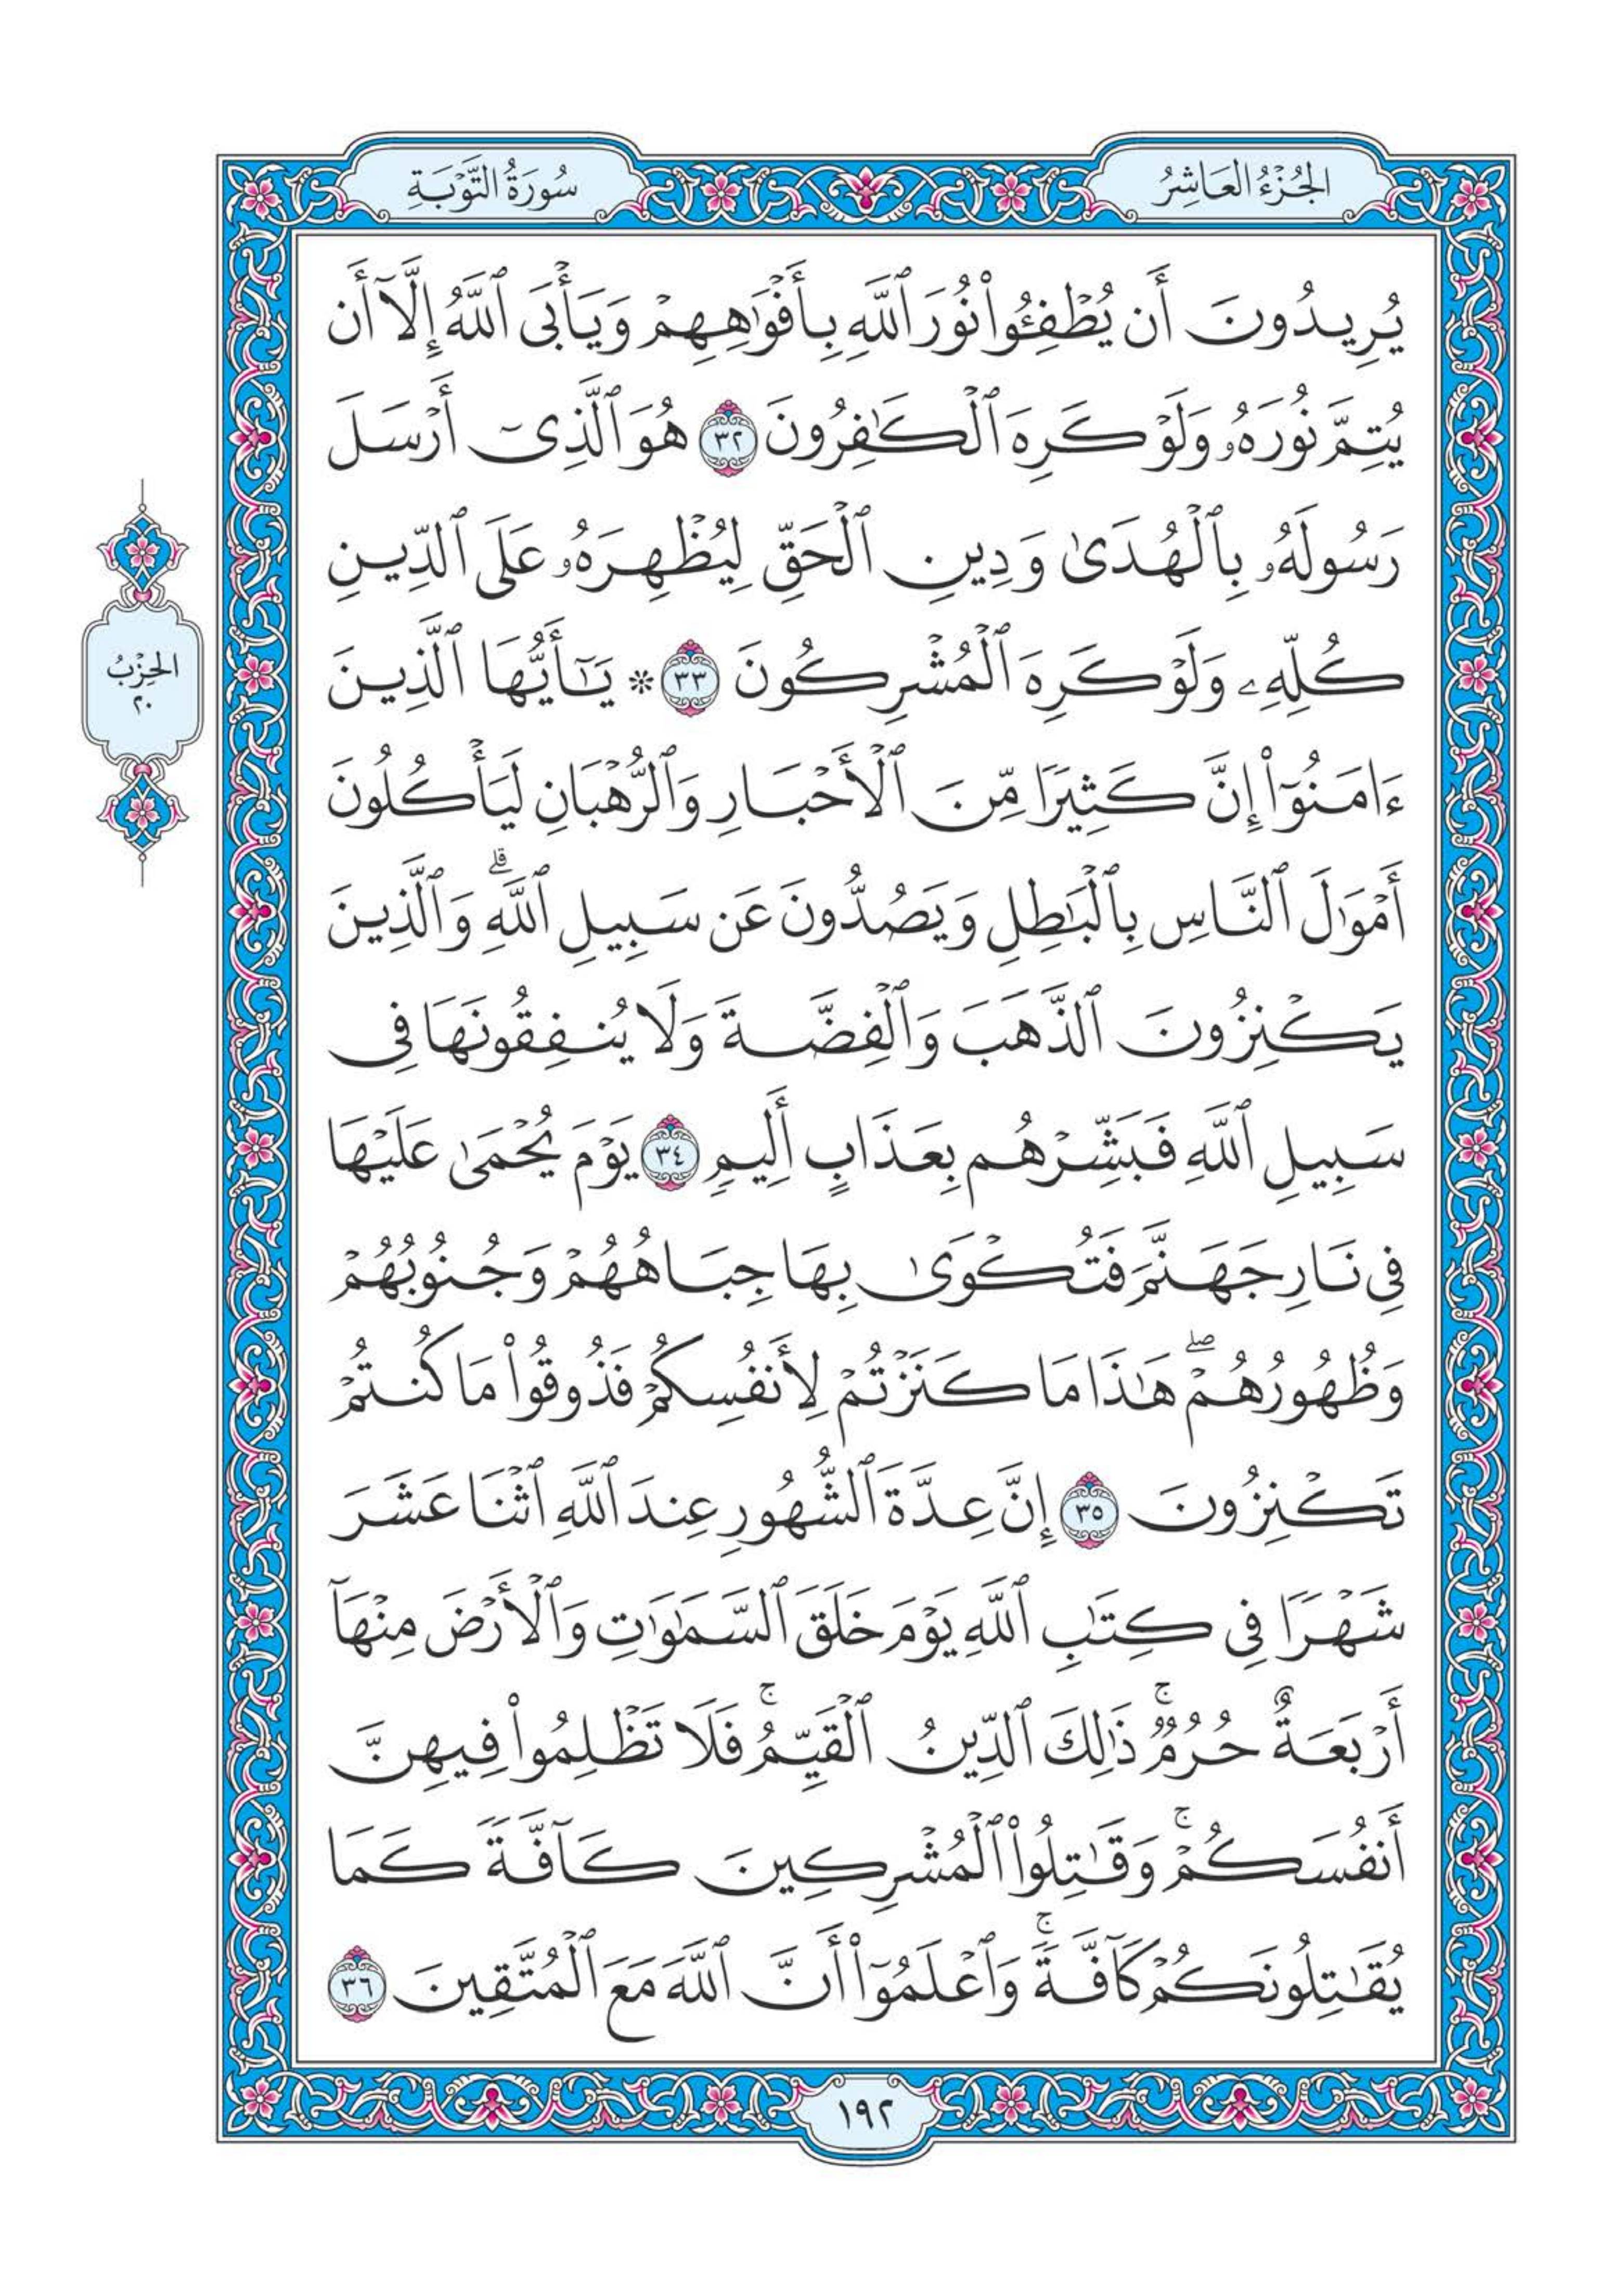 الجُزْءُ العَاشِرُ
سُورَةُ التَّوْبَةِ
يُرِيدُونَ أَن يُطْفِـُٔوا۟ نُورَ ٱللَّهِ بِأَفْوَٰهِهِمْ وَيَأْبَى ٱللَّهُ إِلَّآ أَن
يُتِمَّ نُورَهُۥ وَلَوْ كَرِهَ ٱلْكَـٰفِرُونَ ٣٢ هُوَ ٱلَّذِىٓ أَرْسَلَ
رَسُولَهُۥ بِٱلْهُدَىٰ وَدِينِ ٱلْحَقِّ لِيُظْهِرَهُۥ عَلَى ٱلدِّينِ
كُلِّهِۦ وَلَوْ كَرِهَ ٱلْمُشْرِكُونَ ٣٣ * يَـٰٓأَيُّهَا ٱلَّذِينَ
ءَامَنُوٓا۟ إِنَّ كَثِيرًا مِّنَ ٱلْأَحْبَارِ وَٱلرُّهْبَانِ لَيَأْكُلُونَ
أَمْوَٰلَ ٱلنَّاسِ بِٱلْبَـٰطِلِ وَيَصُدُّونَ عَن سَبِيلِ ٱللَّهِ ۗ وَٱلَّذِينَ
يَكْنِزُونَ ٱلذَّهَبَ وَٱلْفِضَّةَ وَلَا يُنفِقُونَهَا فِى
سَبِيلِ ٱللَّهِ فَبَشِّرْهُم بِعَذَابٍ أَلِيمٍ ٣٤ يَوْمَ يُحْمَىٰ عَلَيْهَا
فِى نَارِ جَهَنَّمَ فَتُكْوَىٰ بِهَا جِبَاهُهُمْ وَجُنُوبُهُمْ
وَظُهُورُهُمْ ۖ هَـٰذَا مَا كَنَزْتُمْ لِأَنفُسِكُمْ فَذُوقُوا۟ مَا كُنتُمْ
تَكْنِزُونَ ٣٥ إِنَّ عِدَّةَ ٱلشُّهُورِ عِندَ ٱللَّهِ ٱثْنَا عَشَرَ
شَهْرًا فِى كِتَـٰبِ ٱللَّهِ يَوْمَ خَلَقَ ٱلسَّمَـٰوَٰتِ وَٱلْأَرْضَ مِنْهَآ
أَرْبَعَةٌ حُرُمٌ ۚ ذَٰلِكَ ٱلدِّينُ ٱلْقَيِّمُ ۚ فَلَا تَظْلِمُوا۟ فِيهِنَّ
أَنفُسَكُمْ ۚ وَقَـٰتِلُوا۟ ٱلْمُشْرِكِينَ كَآفَّةً كَمَا
يُقَـٰتِلُونَكُمْ كَآفَّةً ۚ وَٱعْلَمُوٓا۟ أَنَّ ٱللَّهَ مَعَ ٱلْمُتَّقِينَ ٣٦
الحِزْبُ
٢٠
١٩٢